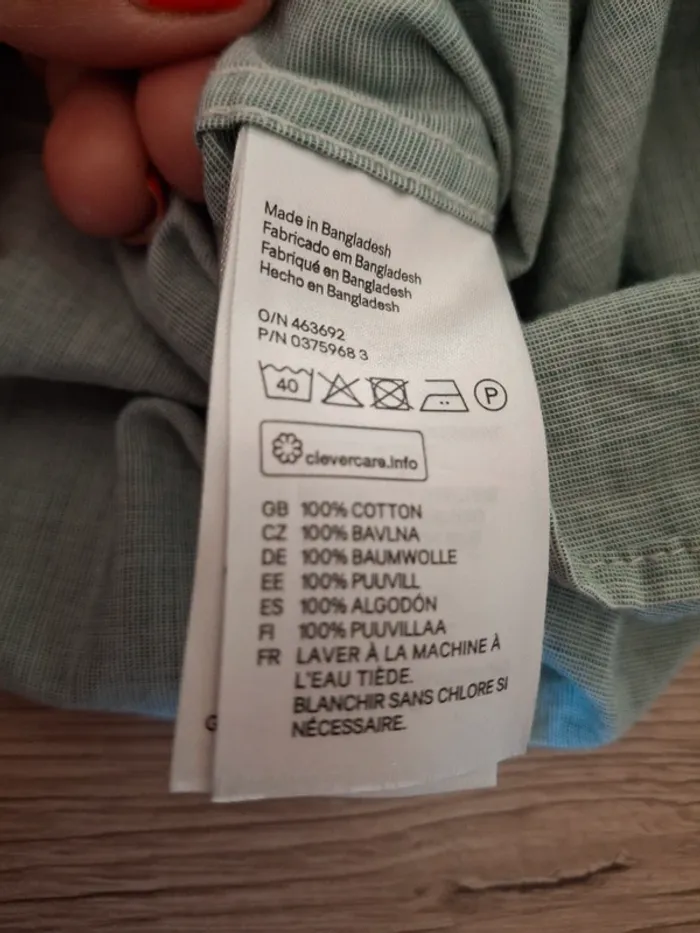 Made in Bangladesh
Fabricado em Bangladesh
Fabriqué en Bangladesh
Hecho en Bangladesh
O/N 463692
P/N 0375968 3
40 P
clevercare.info
GB 100% COTTON
CZ 100% BAVLNA
DE 100% BAUMWOLLE
EE 100% PUUVILL
ES 100% ALGODÓN
FI 100% PUUVILLAA
FR LAVER À LA MACHINE À
L'EAU TIÈDE.
BLANCHIR SANS CHLORE SI
NÉCESSAIRE.
G